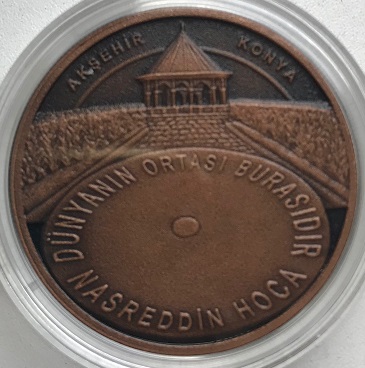 AKŞEHİR KONYA
DÜNYANIN ORTASI BURASIDIR
NASREDDİN HOCA